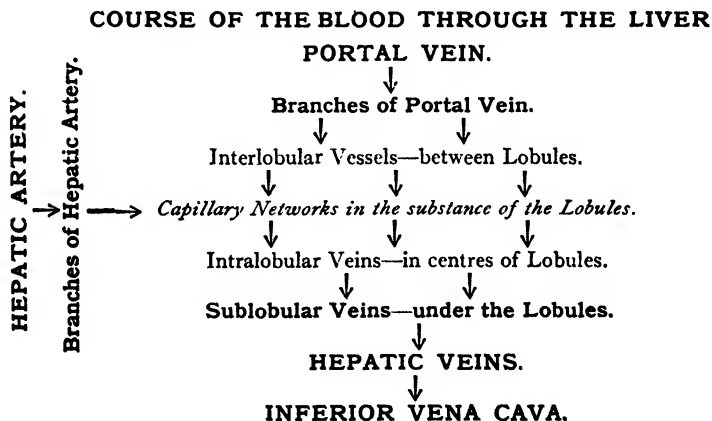 COURSE OF THE BLOOD THROUGH THE LIVER
PORTAL VEIN.
Branches of Portal Vein.
Interlobular Vessels—between Lobules.
HEPATIC ARTERY.
Branches of Hepatic Artery.
Capillary Networks in the substance of the Lobules.
Intralobular Veins—in centres of Lobules.
Sublobular Veins—under the Lobules.
HEPATIC VEINS.
INFERIOR VENA CAVA.